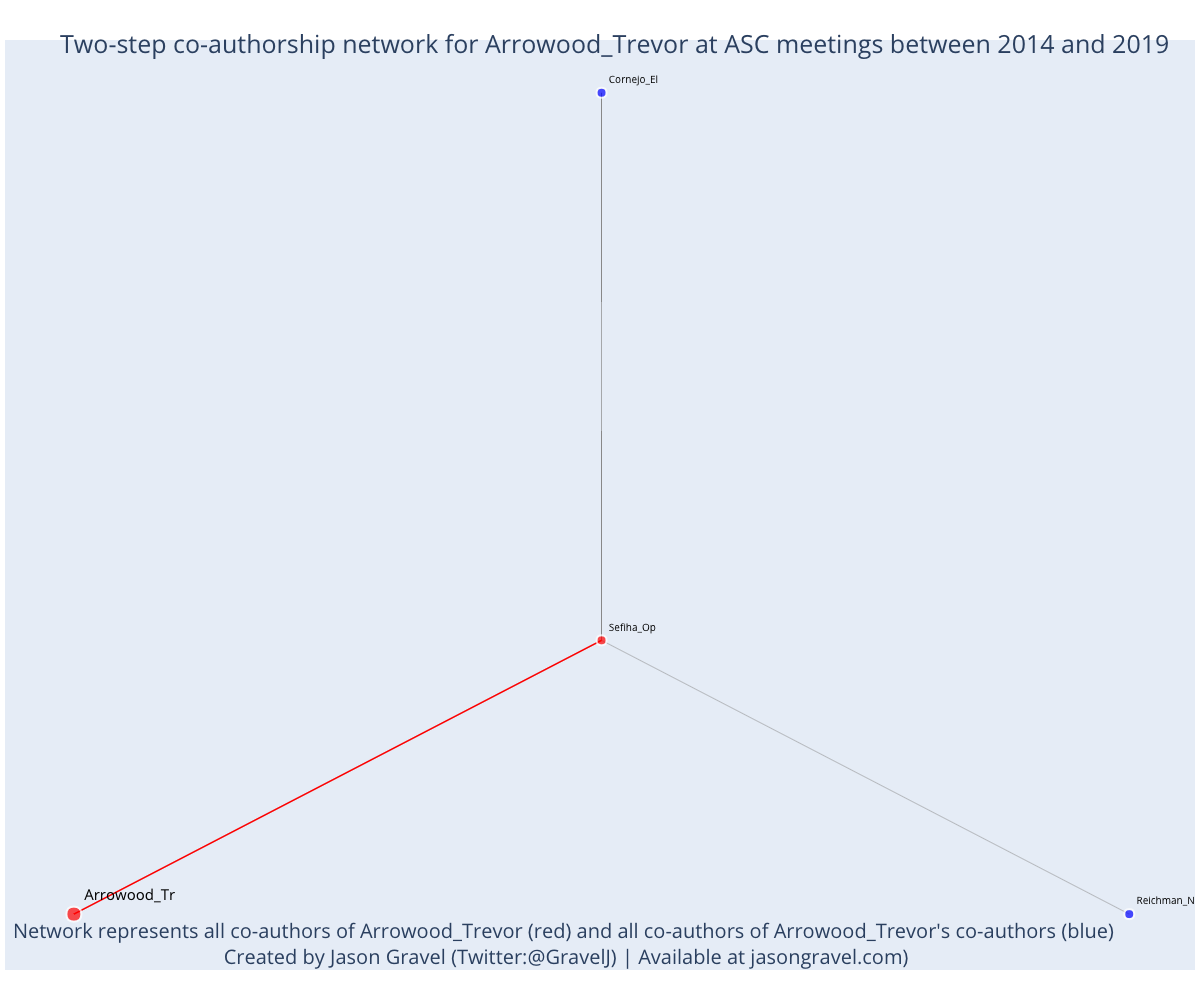 Two-step co-authorship network for Arrowood_Trevor at ASC meetings between 2014 and 2019
Cornejo_El
Sefiha_Op
Arrowood_Tr
Reichman_N
Network represents all co-authors of Arrowood_Trevor (red) and all co-authors of Arrowood_Trevor's co-authors (blue)
Created by Jason Gravel (Twitter:@GravelJ) | Available at jasongravel.com)